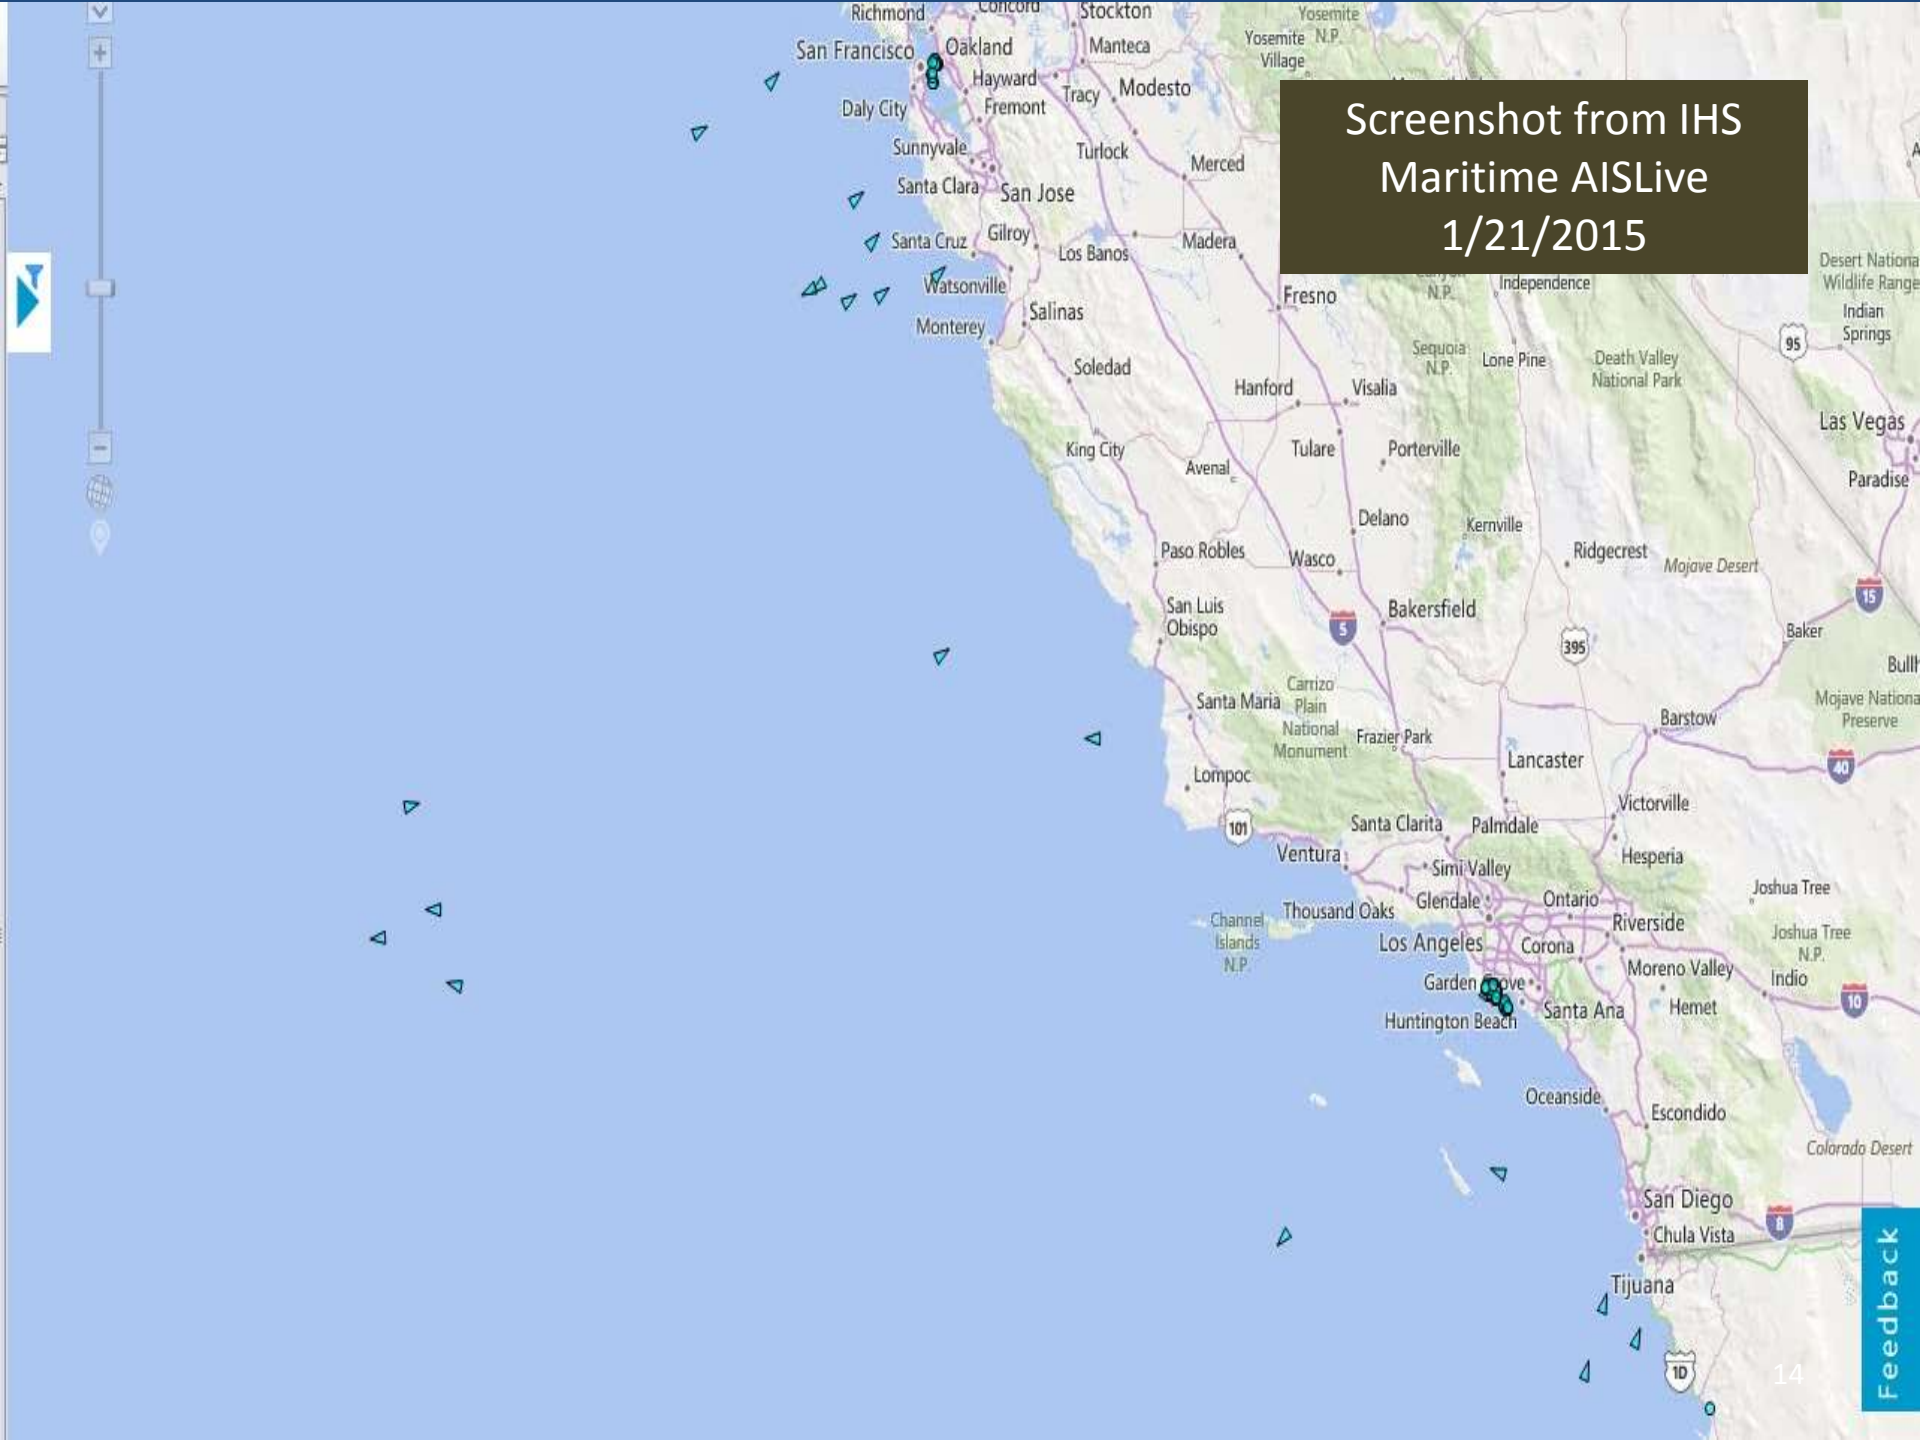 Richmond
Concord
Stockton
Yosemite
N.P.
San Francisco
Oakland
Manteca
Yosemite
Village
Hayward
Tracy
Modesto
Daly City
Fremont
Screenshot from IHS
Maritime AISLive
1/21/2015
Sunnyvale
Turlock
Merced
Santa Clara
San Jose
Santa Cruz
Gilroy
Los Banos
Madera
Desert Nationa
Wildlife Range
Watsonville
Canyon
N.P.
Independence
Fresno
Indian
Springs
Salinas
Monterey
95
Soledad
Sequoia
N.P.
Lone Pine
Death Valley
National Park
Hanford
Visalia
Las Vegas
King City
Tulare
Porterville
Avenal
Paradise
Delano
Kernville
Paso Robles
Wasco
Ridgecrest
Mojave Desert
15
San Luis
Obispo
5
Bakersfield
395
Baker
Bullh
Santa Maria
Carrizo
Plain
National
Monument
Mojave Nationa
Preserve
Frazier Park
Barstow
Lancaster
40
Lompoc
Victorville
101
Santa Clarita
Palmdale
Ventura
Simi Valley
Hesperia
Joshua Tree
Thousand Oaks
Glendale
Ontario
Channel
Islands
N.P.
Riverside
Joshua Tree
N.P.
Los Angeles
Corona
Moreno Valley
Indio
Garden Grove
Santa Ana
Hemet
10
Huntington Beach
Oceanside
Escondido
Colorado Desert
San Diego
8
Chula Vista
Tijuana
1D
14
Feedback